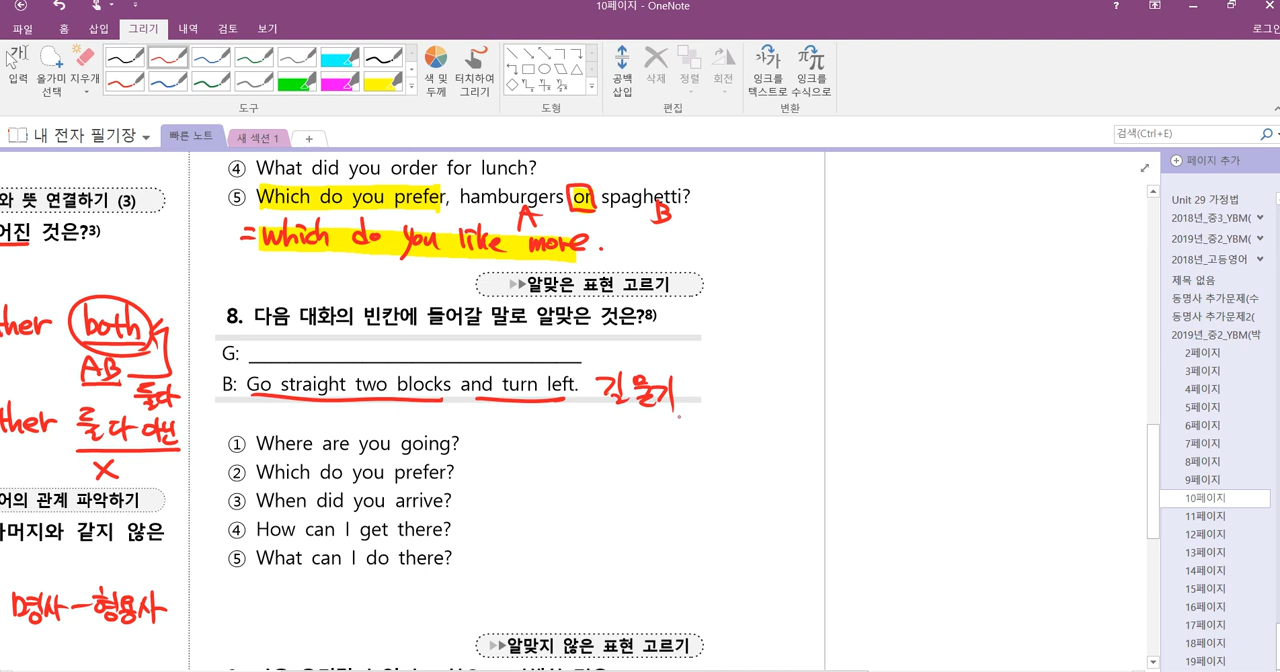 10페이지 - OneNote
로그인
파일 홈 삽입 그리기 내역 검토 보기
입력 올가미 선택 지우개
색 및 두께 터치하여 그리기
공백 삽입 삭제 정렬 회전
잉크를 텍스트로 잉크를 수식으로
도구 도형 편집 변환
내 전자 필기장 빠른 노트 새 섹션 1 +
검색(Ctrl+E)
페이지 추가
와 뜻 연결하기 (3)
어진 것은?3)
ther both
AB
둘다
ther 둘 다 아닌
X
어의 관계 파악하기
나머지와 같지 않은
명사 - 형용사
④ What did you order for lunch?
⑤ Which do you prefer, hamburgers or spaghetti?
A B
= which do you like more.
알맞은 표현 고르기
8. 다음 대화의 빈칸에 들어갈 말로 알맞은 것은?8)
G:
B: Go straight two blocks and turn left. 길 묻기
① Where are you going?
② Which do you prefer?
③ When did you arrive?
④ How can I get there?
⑤ What can I do there?
알맞지 않은 표현 고르기
Unit 29 가정법
2018년_중3_YBM(
2019년_중2_YBM(
2018년_고등영어
제목 없음
동명사 추가문제(수
동명사 추가문제2(
2019년_중2_YBM(박
2페이지
3페이지
4페이지
5페이지
6페이지
7페이지
8페이지
9페이지
10페이지
11페이지
12페이지
13페이지
14페이지
15페이지
16페이지
17페이지
18페이지
19페이지